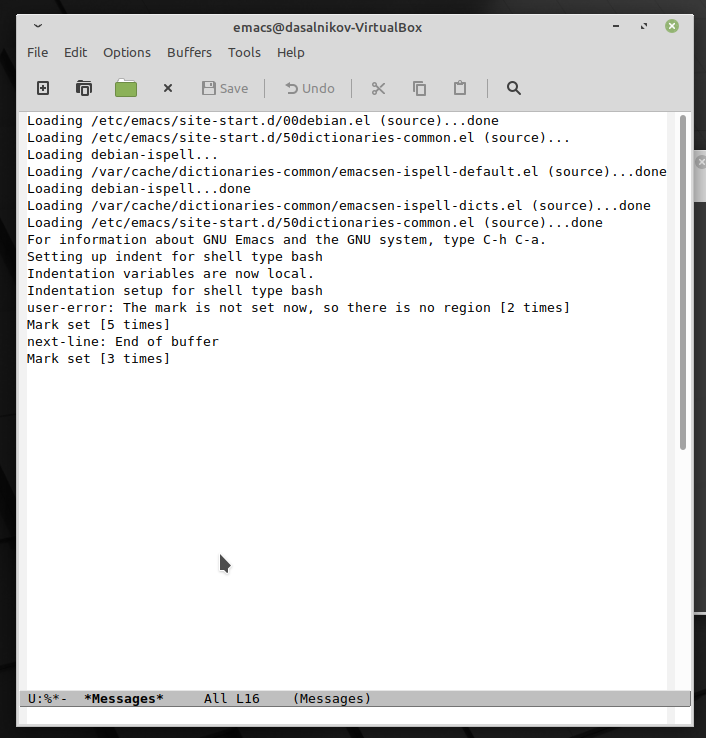 emacs@dasalnikov-VirtualBox
File Edit Options Buffers Tools Help
Save Undo
Loading /etc/emacs/site-start.d/00debian.el (source)...done
Loading /etc/emacs/site-start.d/50dictionaries-common.el (source)...
Loading debian-ispell...
Loading /var/cache/dictionaries-common/emacsen-ispell-default.el (source)...done
Loading debian-ispell...done
Loading /var/cache/dictionaries-common/emacsen-ispell-dicts.el (source)...done
Loading /etc/emacs/site-start.d/50dictionaries-common.el (source)...done
For information about GNU Emacs and the GNU system, type C-h C-a.
Setting up indent for shell type bash
Indentation variables are now local.
Indentation setup for shell type bash
user-error: The mark is not set now, so there is no region [2 times]
Mark set [5 times]
next-line: End of buffer
Mark set [3 times]
U:%*-  *Messages*     All L16    (Messages)